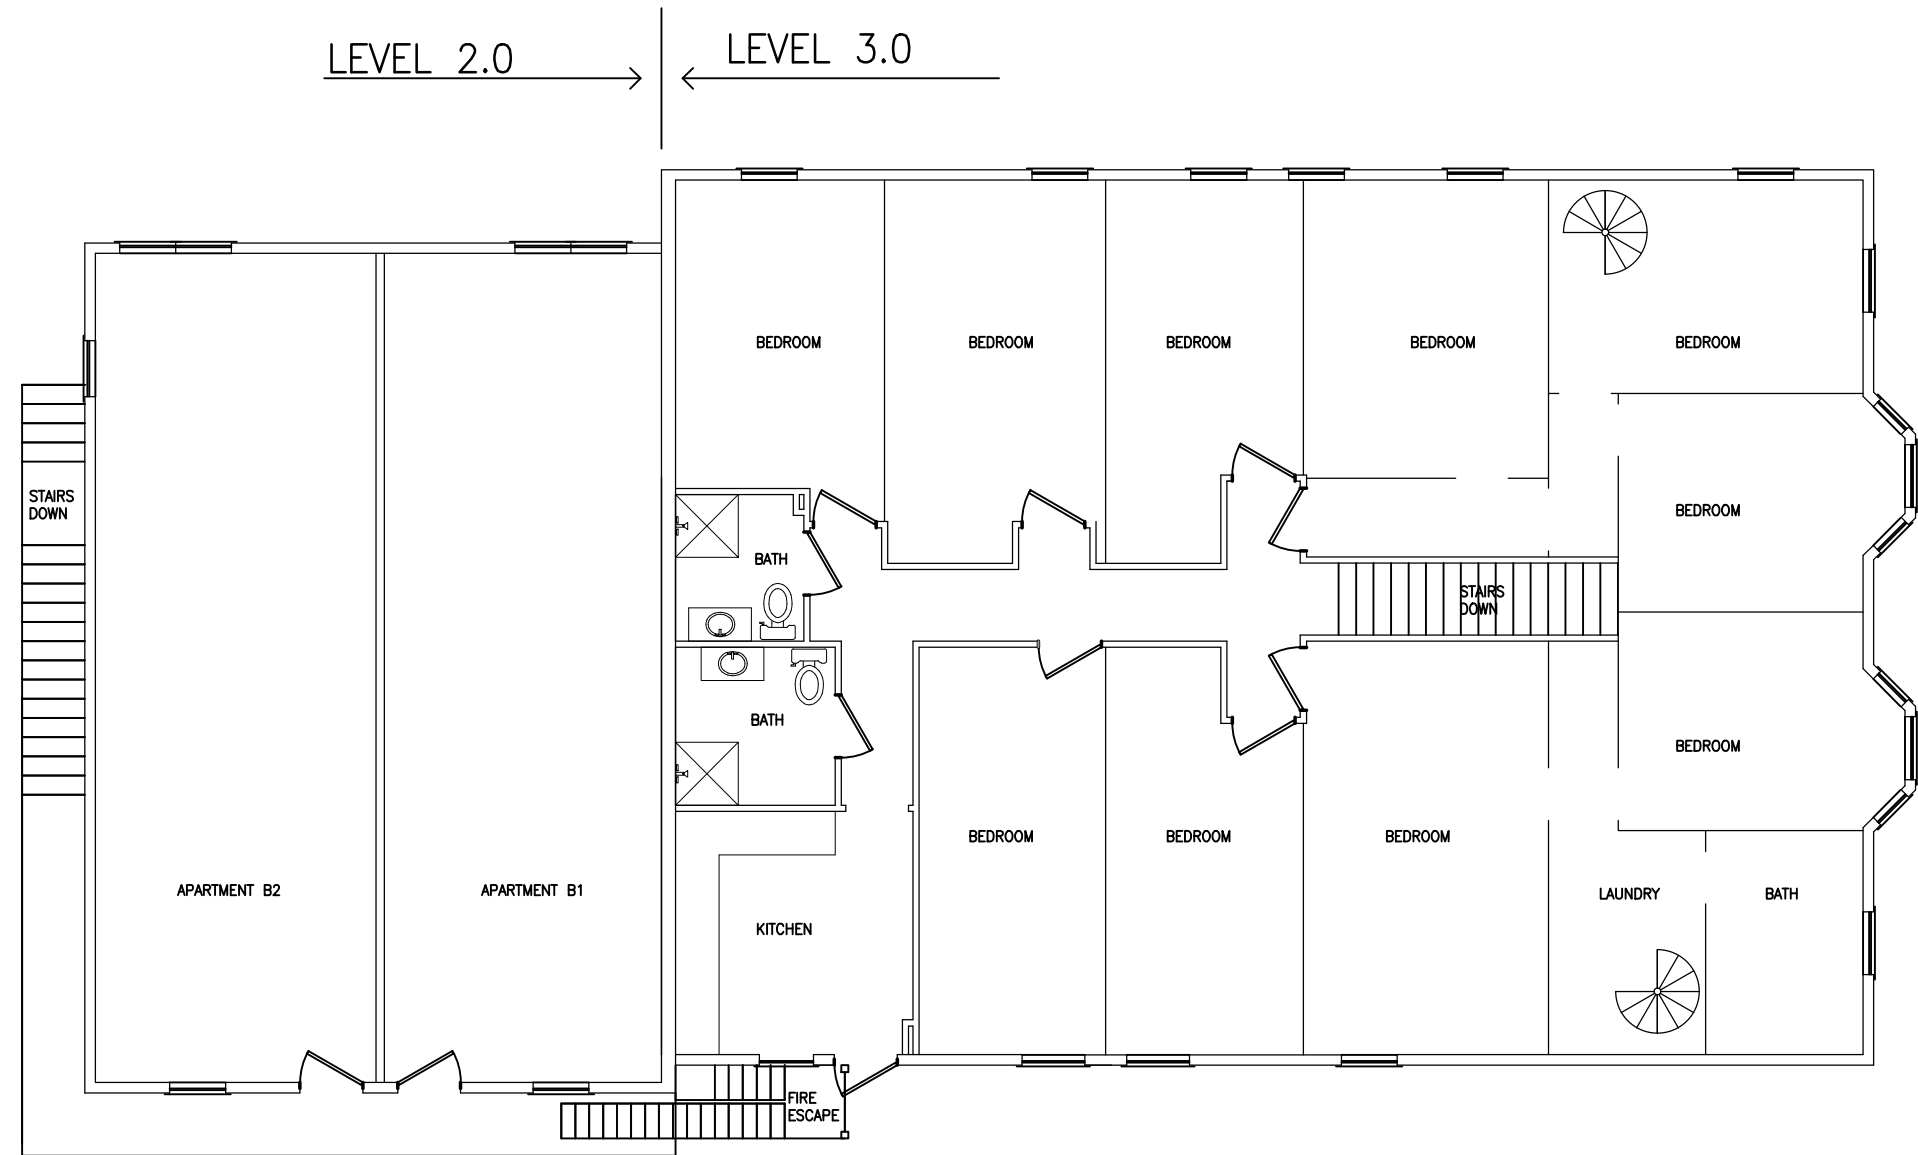 LEVEL 2.0
LEVEL 3.0
BEDROOM
BEDROOM
BEDROOM
BEDROOM
BEDROOM
STAIRS
DOWN
BEDROOM
BATH
STAIRS
DOWN
BATH
BEDROOM
BEDROOM
BEDROOM
BEDROOM
APARTMENT B2
APARTMENT B1
LAUNDRY
BATH
KITCHEN
FIRE
ESCAPE